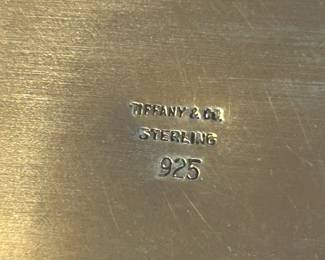 TIFFANY & CO.
STERLING
925